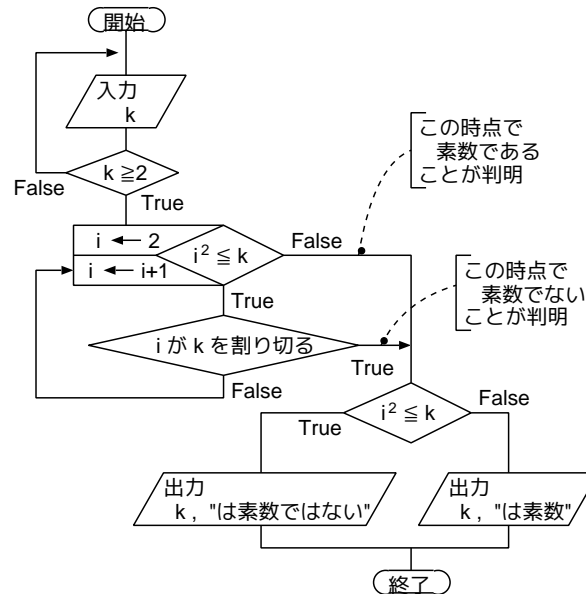 開始
入力
k
k ≧2
False
True
この時点で
素数である
ことが判明
i ← 2
i ← i+1
i² ≦ k
False
True
この時点で
素数でない
ことが判明
i が k を割り切る
True
False
i² ≦ k
True
False
出力
k , "は素数ではない"
出力
k , "は素数"
終了